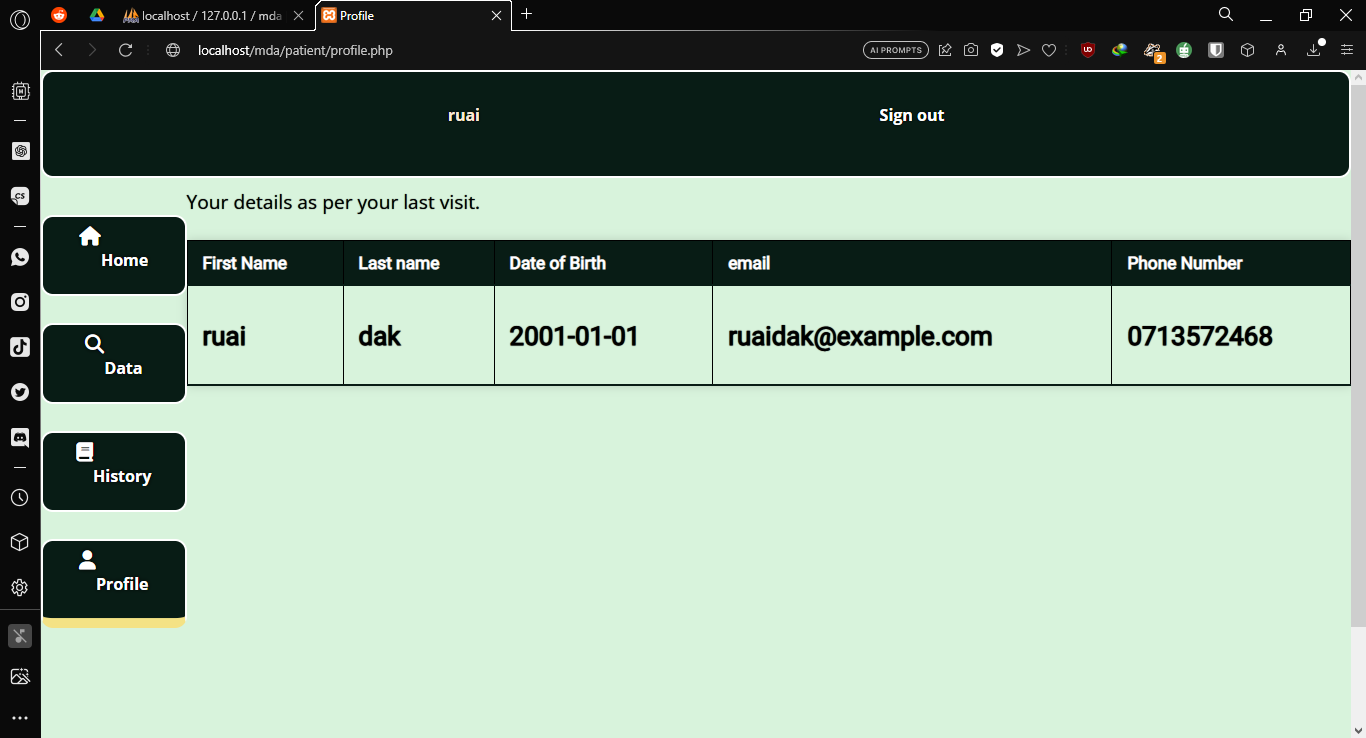 localhost / 127.0.0.1 / mda
Profile
localhost/mda/patient/profile.php
AI PROMPTS
2
ruai
Sign out
Your details as per your last visit.
Home
Data
History
Profile
First Name Last name Date of Birth email Phone Number
ruai dak 2001-01-01 ruaidak@example.com 0713572468